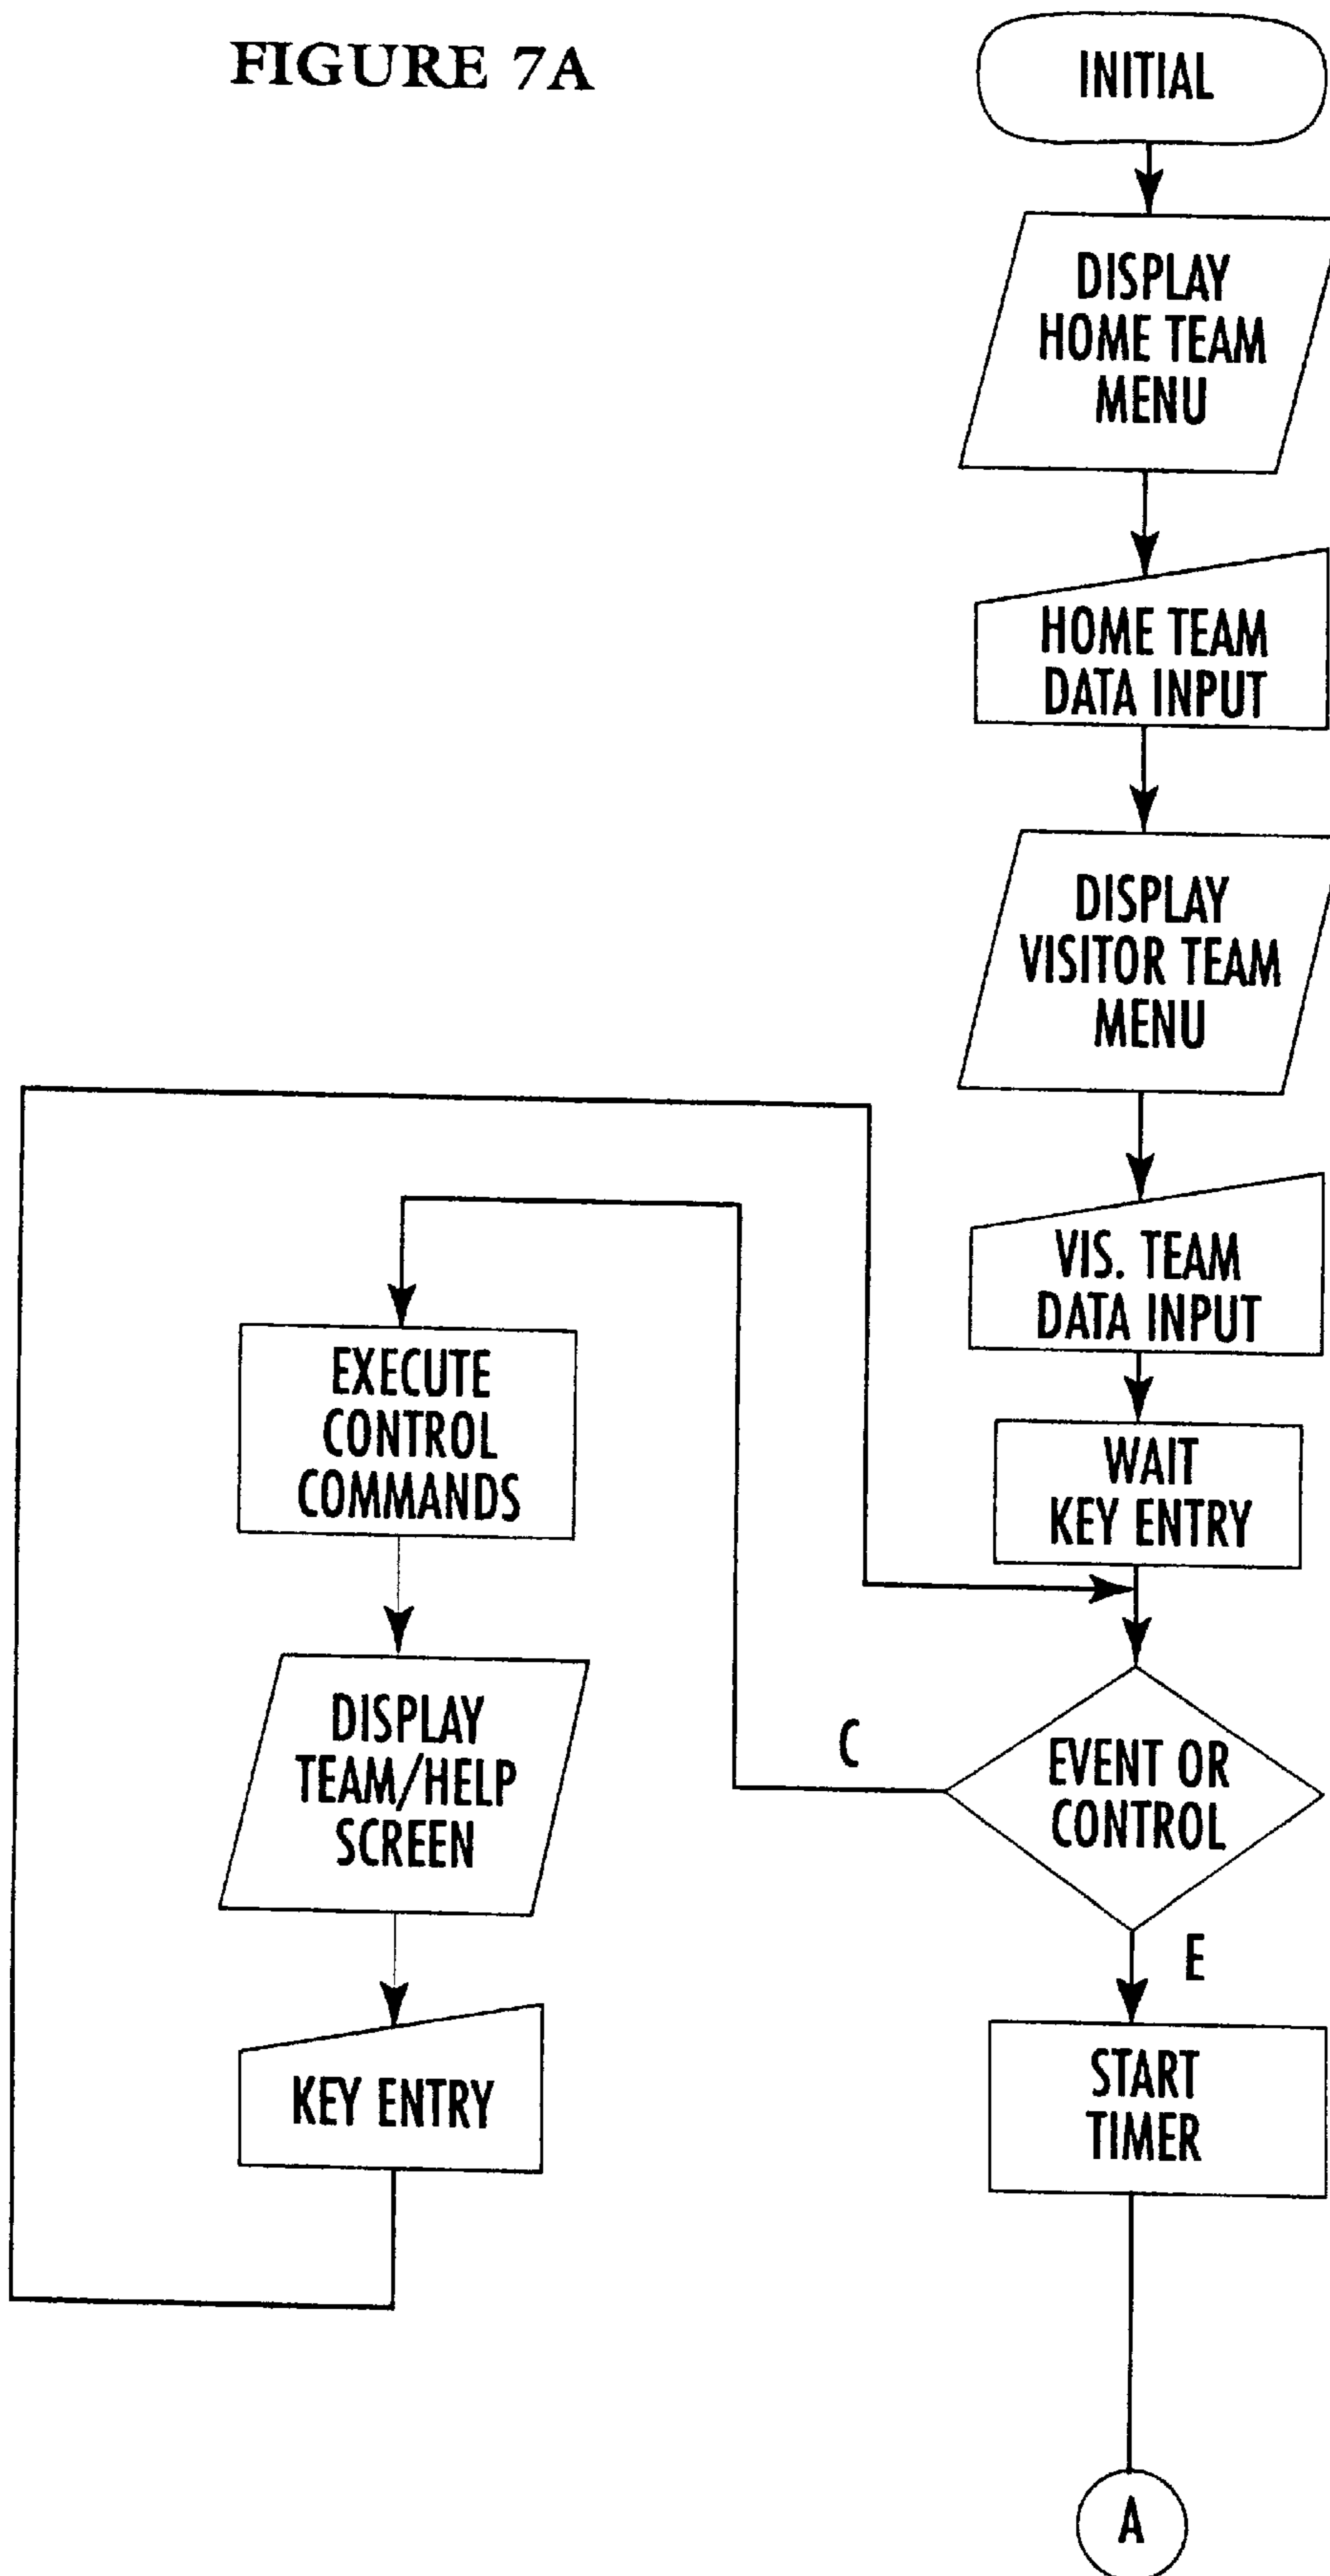 FIGURE 7A
INITIAL
DISPLAY
HOME TEAM
MENU
HOME TEAM
DATA INPUT
DISPLAY
VISITOR TEAM
MENU
VIS. TEAM
DATA INPUT
WAIT
KEY ENTRY
EVENT OR
CONTROL
C
EXECUTE
CONTROL
COMMANDS
DISPLAY
TEAM/HELP
SCREEN
KEY ENTRY
E
START
TIMER
A